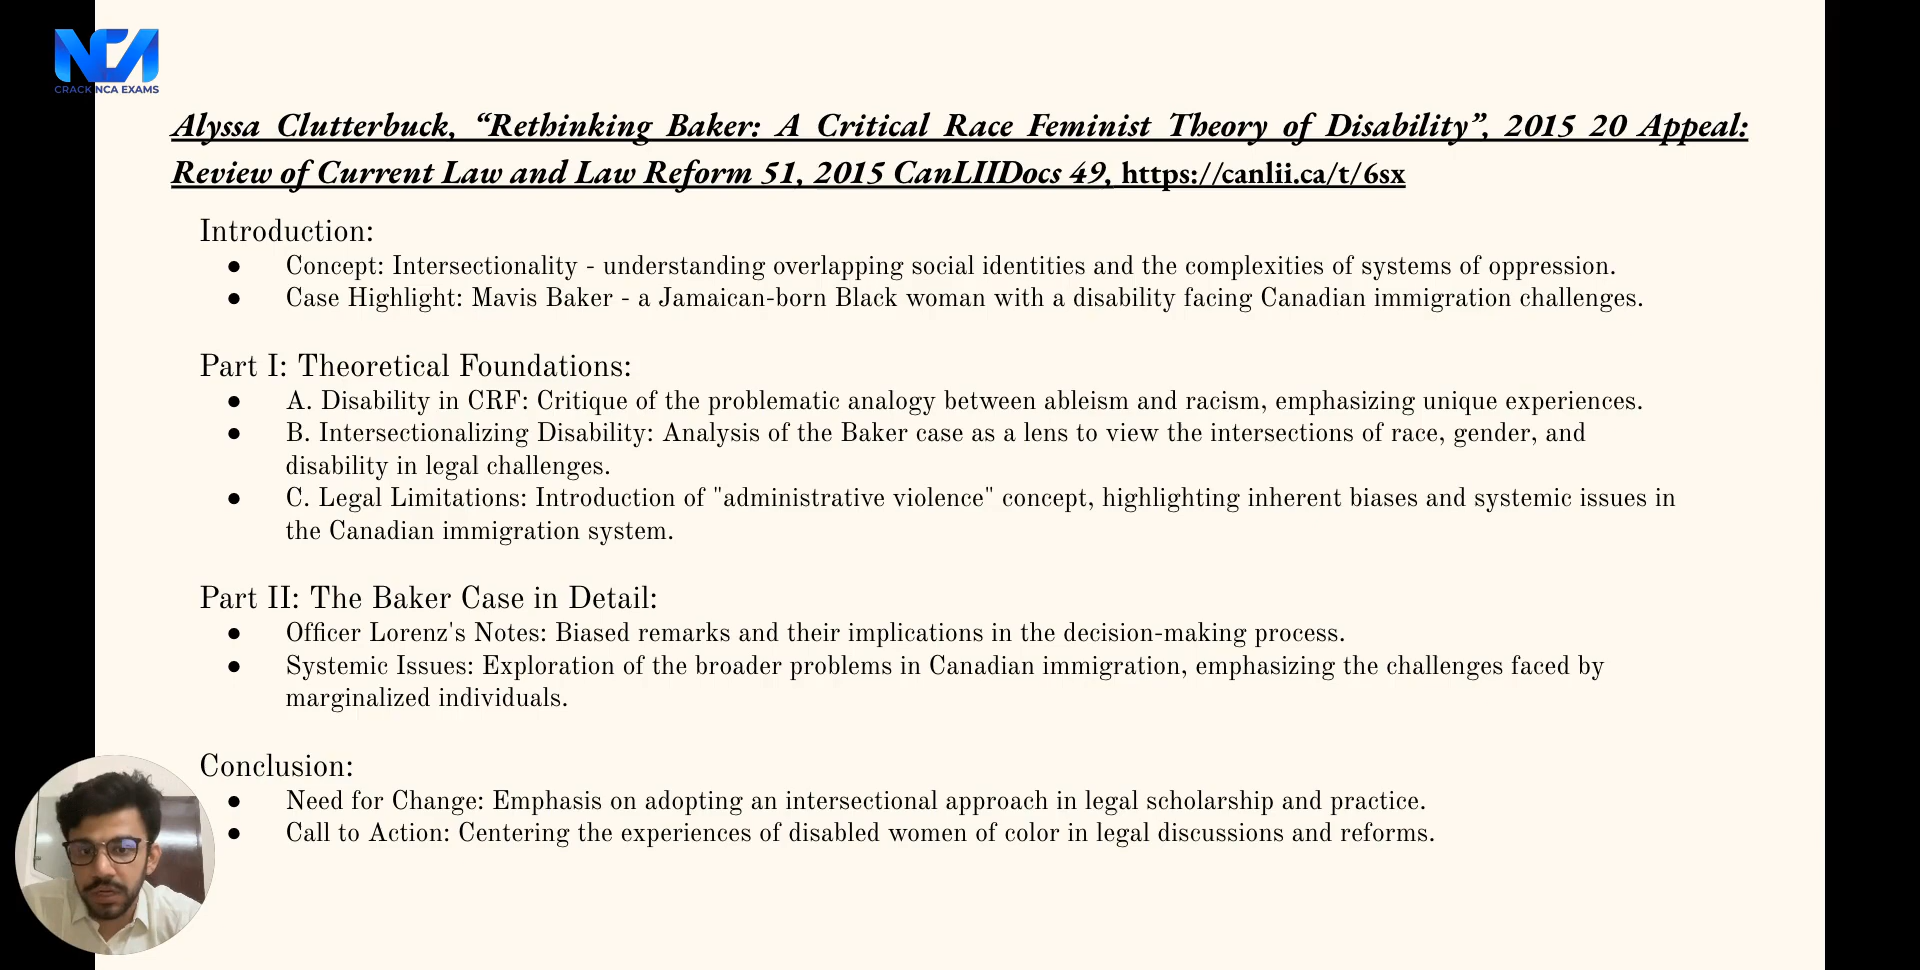 NCA
CRACK NCA EXAMS
Alyssa Clutterbuck, “Rethinking Baker: A Critical Race Feminist Theory of Disability”, 2015 20 Appeal:
Review of Current Law and Law Reform 51, 2015 CanLIIDocs 49, https://canlii.ca/t/6sx
Introduction:
● Concept: Intersectionality - understanding overlapping social identities and the complexities of systems of oppression.
● Case Highlight: Mavis Baker - a Jamaican-born Black woman with a disability facing Canadian immigration challenges.
Part I: Theoretical Foundations:
● A. Disability in CRF: Critique of the problematic analogy between ableism and racism, emphasizing unique experiences.
● B. Intersectionalizing Disability: Analysis of the Baker case as a lens to view the intersections of race, gender, and
disability in legal challenges.
● C. Legal Limitations: Introduction of "administrative violence" concept, highlighting inherent biases and systemic issues in
the Canadian immigration system.
Part II: The Baker Case in Detail:
● Officer Lorenz's Notes: Biased remarks and their implications in the decision-making process.
● Systemic Issues: Exploration of the broader problems in Canadian immigration, emphasizing the challenges faced by
marginalized individuals.
Conclusion:
● Need for Change: Emphasis on adopting an intersectional approach in legal scholarship and practice.
● Call to Action: Centering the experiences of disabled women of color in legal discussions and reforms.